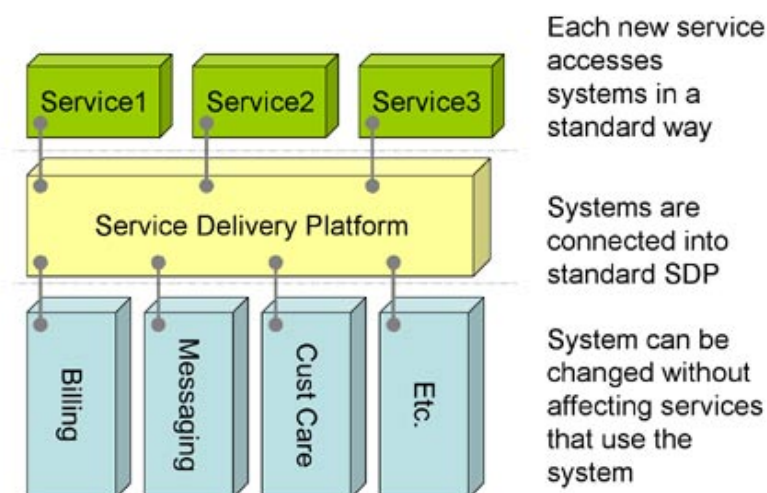 Each new service
accesses
systems in a
standard way
Service1
Service2
Service3
Service Delivery Platform
Systems are
connected into
standard SDP
Billing
Messaging
Cust Care
Etc.
System can be
changed without
affecting services
that use the
system